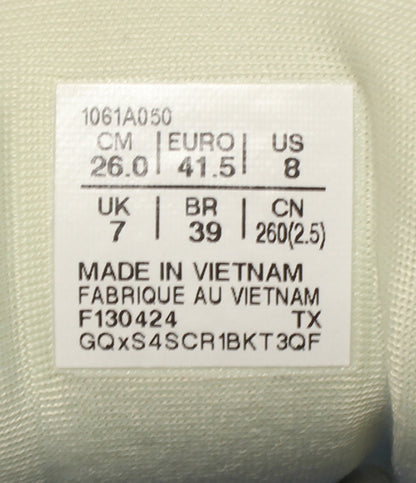 1061A050
CM | EURO | US
26.0 | 41.5 | 8
UK | BR | CN
7 | 39 | 260(2.5)
MADE IN VIETNAM
FABRIQUE AU VIETNAM
F130424 TX
GQxS4SCR1BKT3QF